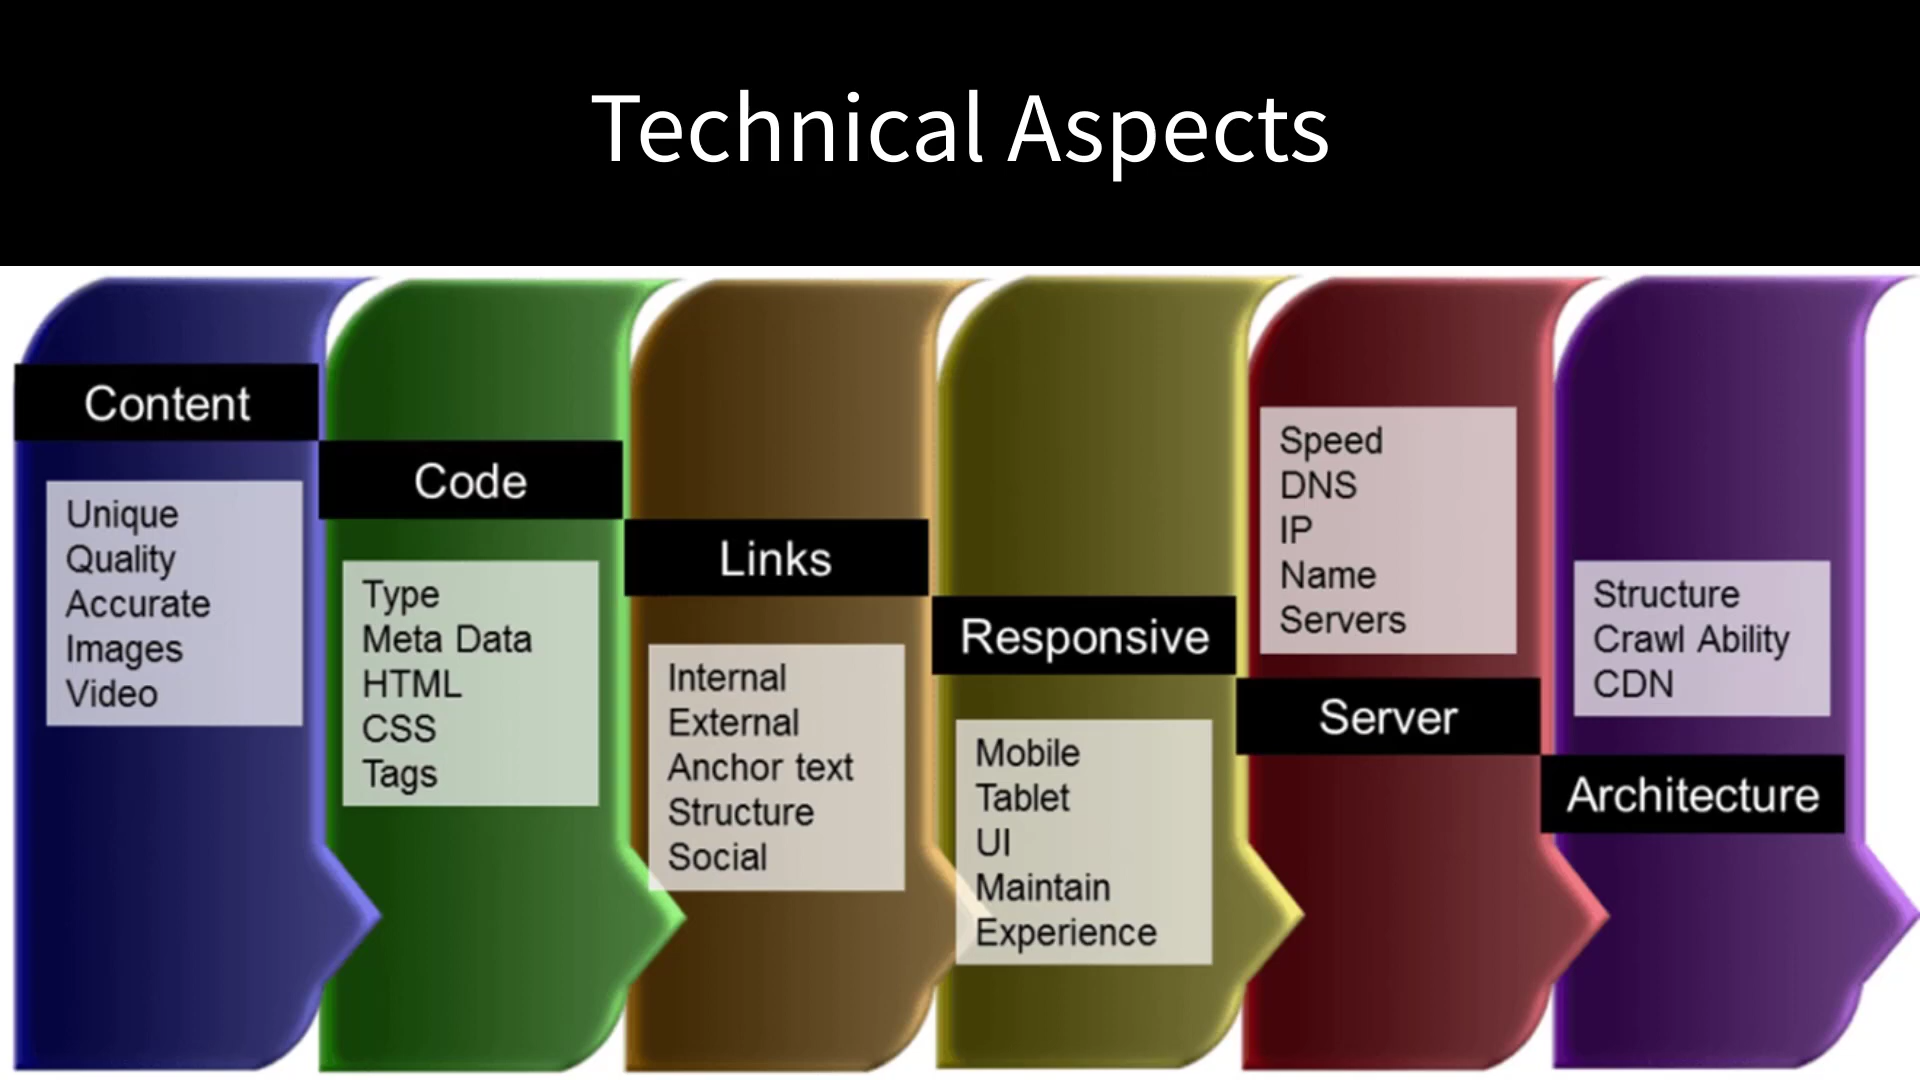 Technical Aspects
Content
Unique
Quality
Accurate
Images
Video
Code
Type
Meta Data
HTML
CSS
Tags
Links
Internal
External
Anchor text
Structure
Social
Responsive
Mobile
Tablet
UI
Maintain
Experience
Speed
DNS
IP
Name
Servers
Server
Structure
Crawl Ability
CDN
Architecture